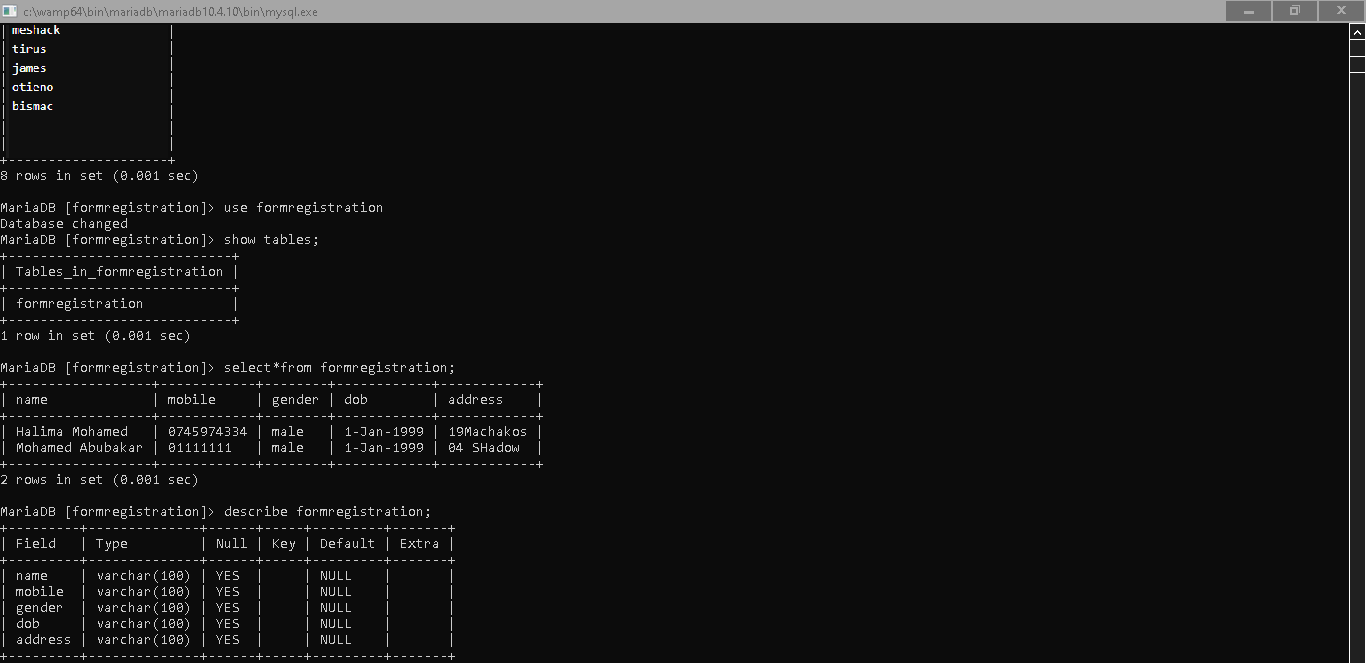 c:\wamp64\bin\mariadb\mariadb10.4.10\bin\mysql.exe
| meshack            |
| tirus              |
| james              |
| otieno             |
| bismac             |
|                    |
|                    |
+--------------------+
8 rows in set (0.001 sec)
MariaDB [formregistration]> use formregistration
Database changed
MariaDB [formregistration]> show tables;
+----------------------------+
| Tables_in_formregistration |
+----------------------------+
| formregistration           |
+----------------------------+
1 row in set (0.001 sec)
MariaDB [formregistration]> select*from formregistration;
+------------------+------------+--------+------------+------------+
| name             | mobile     | gender | dob        | address    |
+------------------+------------+--------+------------+------------+
| Halima Mohamed   | 0745974334 | male   | 1-Jan-1999 | 19Machakos |
| Mohamed Abubakar | 01111111   | male   | 1-Jan-1999 | 04 SHadow  |
+------------------+------------+--------+------------+------------+
2 rows in set (0.001 sec)
MariaDB [formregistration]> describe formregistration;
+---------+--------------+------+-----+---------+-------+
| Field   | Type         | Null | Key | Default | Extra |
+---------+--------------+------+-----+---------+-------+
| name    | varchar(100) | YES  |     | NULL    |       |
| mobile  | varchar(100) | YES  |     | NULL    |       |
| gender  | varchar(100) | YES  |     | NULL    |       |
| dob     | varchar(100) | YES  |     | NULL    |       |
| address | varchar(100) | YES  |     | NULL    |       |
+---------+--------------+------+-----+---------+-------+